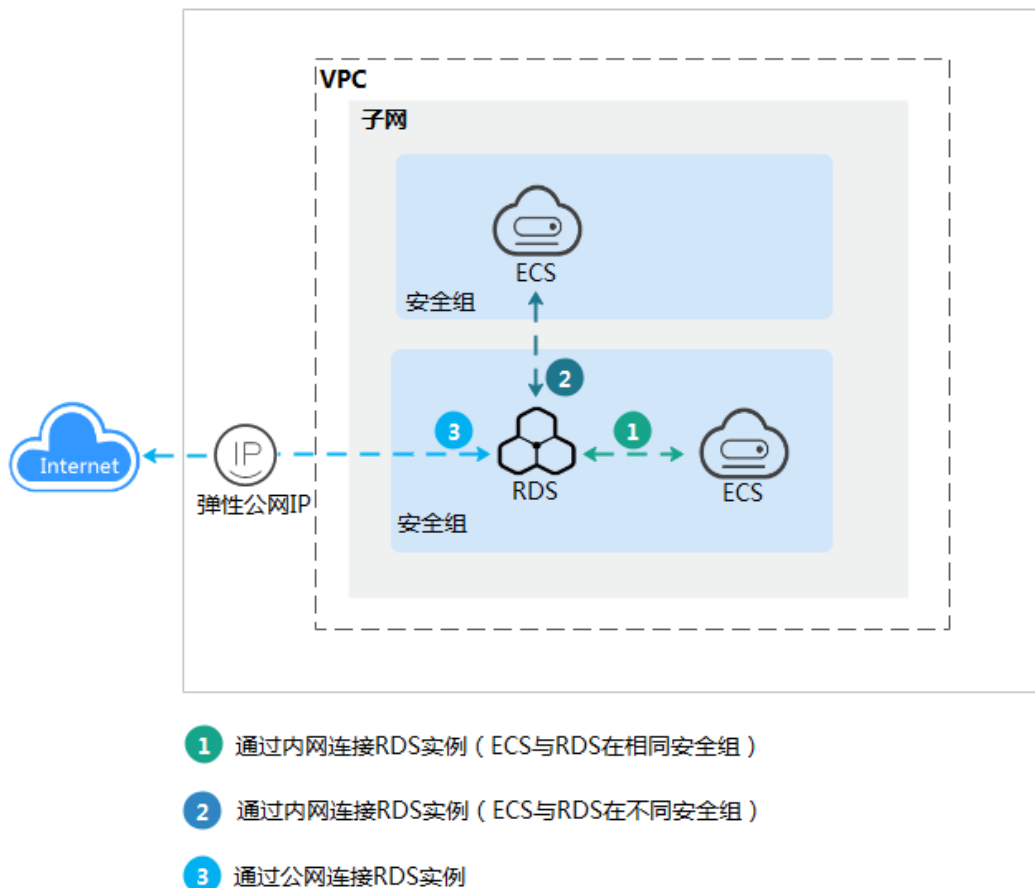 VPC
子网
ECS
安全组
2
3
1
Internet
IP
RDS
ECS
弹性公网IP
安全组
1 通过内网连接RDS实例（ECS与RDS在相同安全组）
2 通过内网连接RDS实例（ECS与RDS在不同安全组）
3 通过公网连接RDS实例